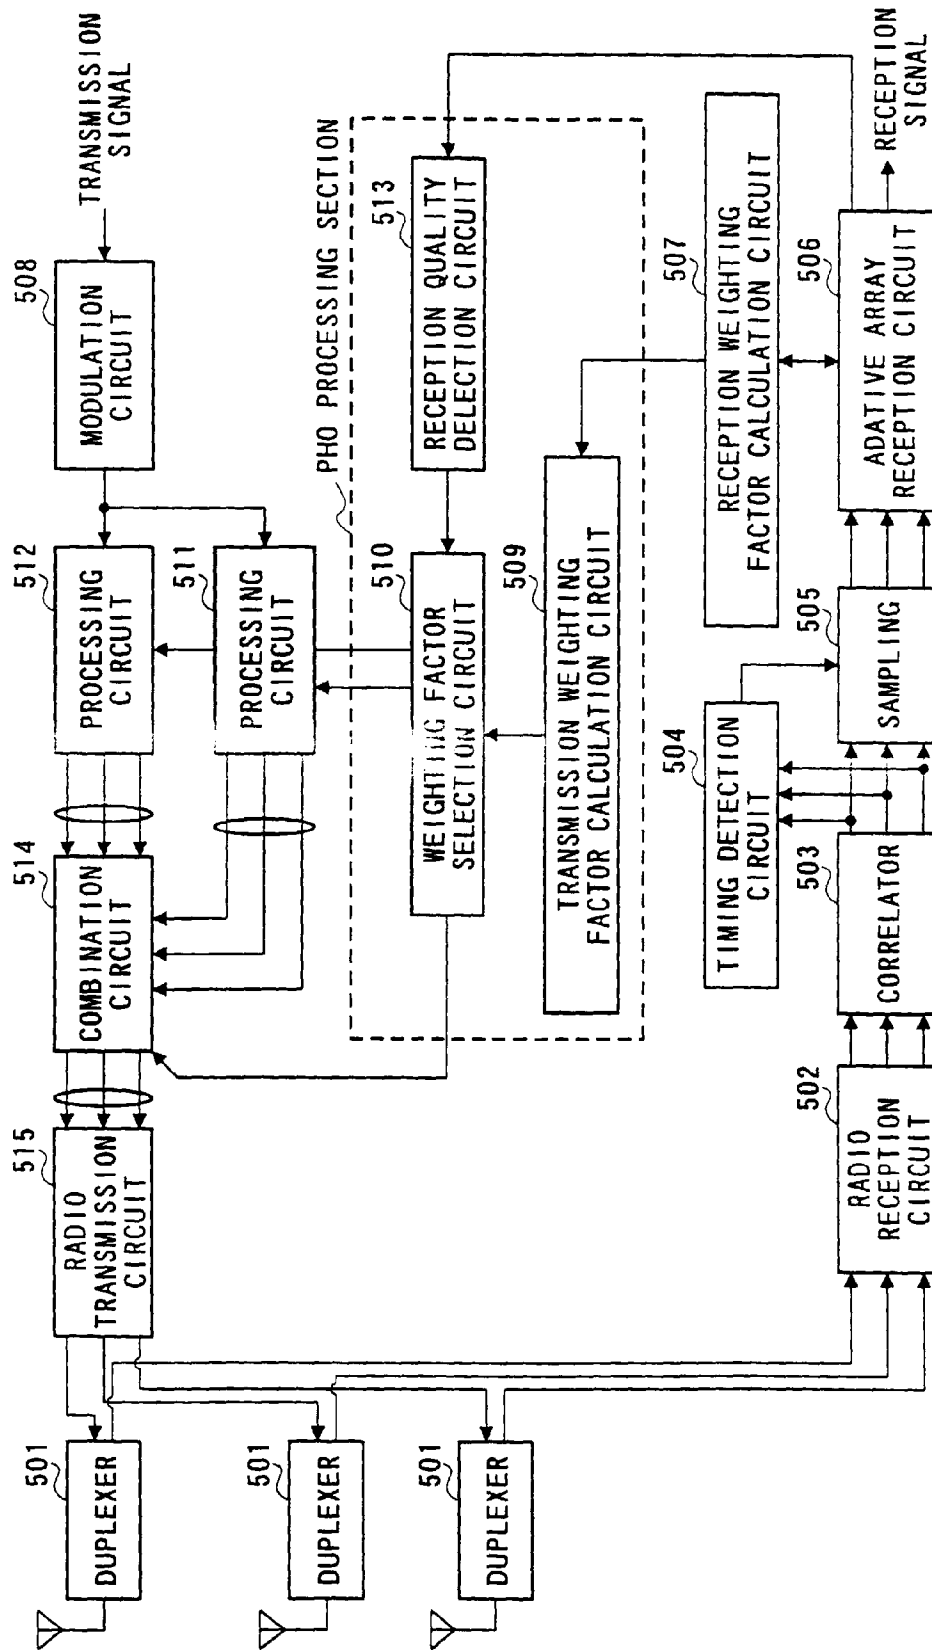 501
DUPLEXER
501
DUPLEXER
501
DUPLEXER
515
RADIO
TRANSMISSION
CIRCUIT
514
COMBINATION
CIRCUIT
512
PROCESSING
CIRCUIT
511
PROCESSING
CIRCUIT
508
MODULATION
CIRCUIT
TRANSMISSION
SIGNAL
PHO PROCESSING SECTION
510
WEIGHTING FACTOR
SELECTION CIRCUIT
513
RECEPTION QUALITY
DELECTION CIRCUIT
509
TRANSMISSION WEIGHTING
FACTOR CALCULATION CIRCUIT
507
RECEPTION WEIGHTING
FACTOR CALCULATION CIRCUIT
504
TIMING DETECTION
CIRCUIT
502
RADIO
RECEPTION
CIRCUIT
503
CORRELATOR
505
SAMPLING
506
ADATIVE ARRAY
RECEPTION CIRCUIT
RECEPTION
SIGNAL